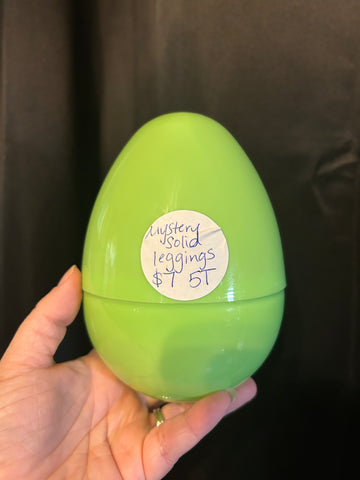 Mystery
Solid
leggings
$7 5T